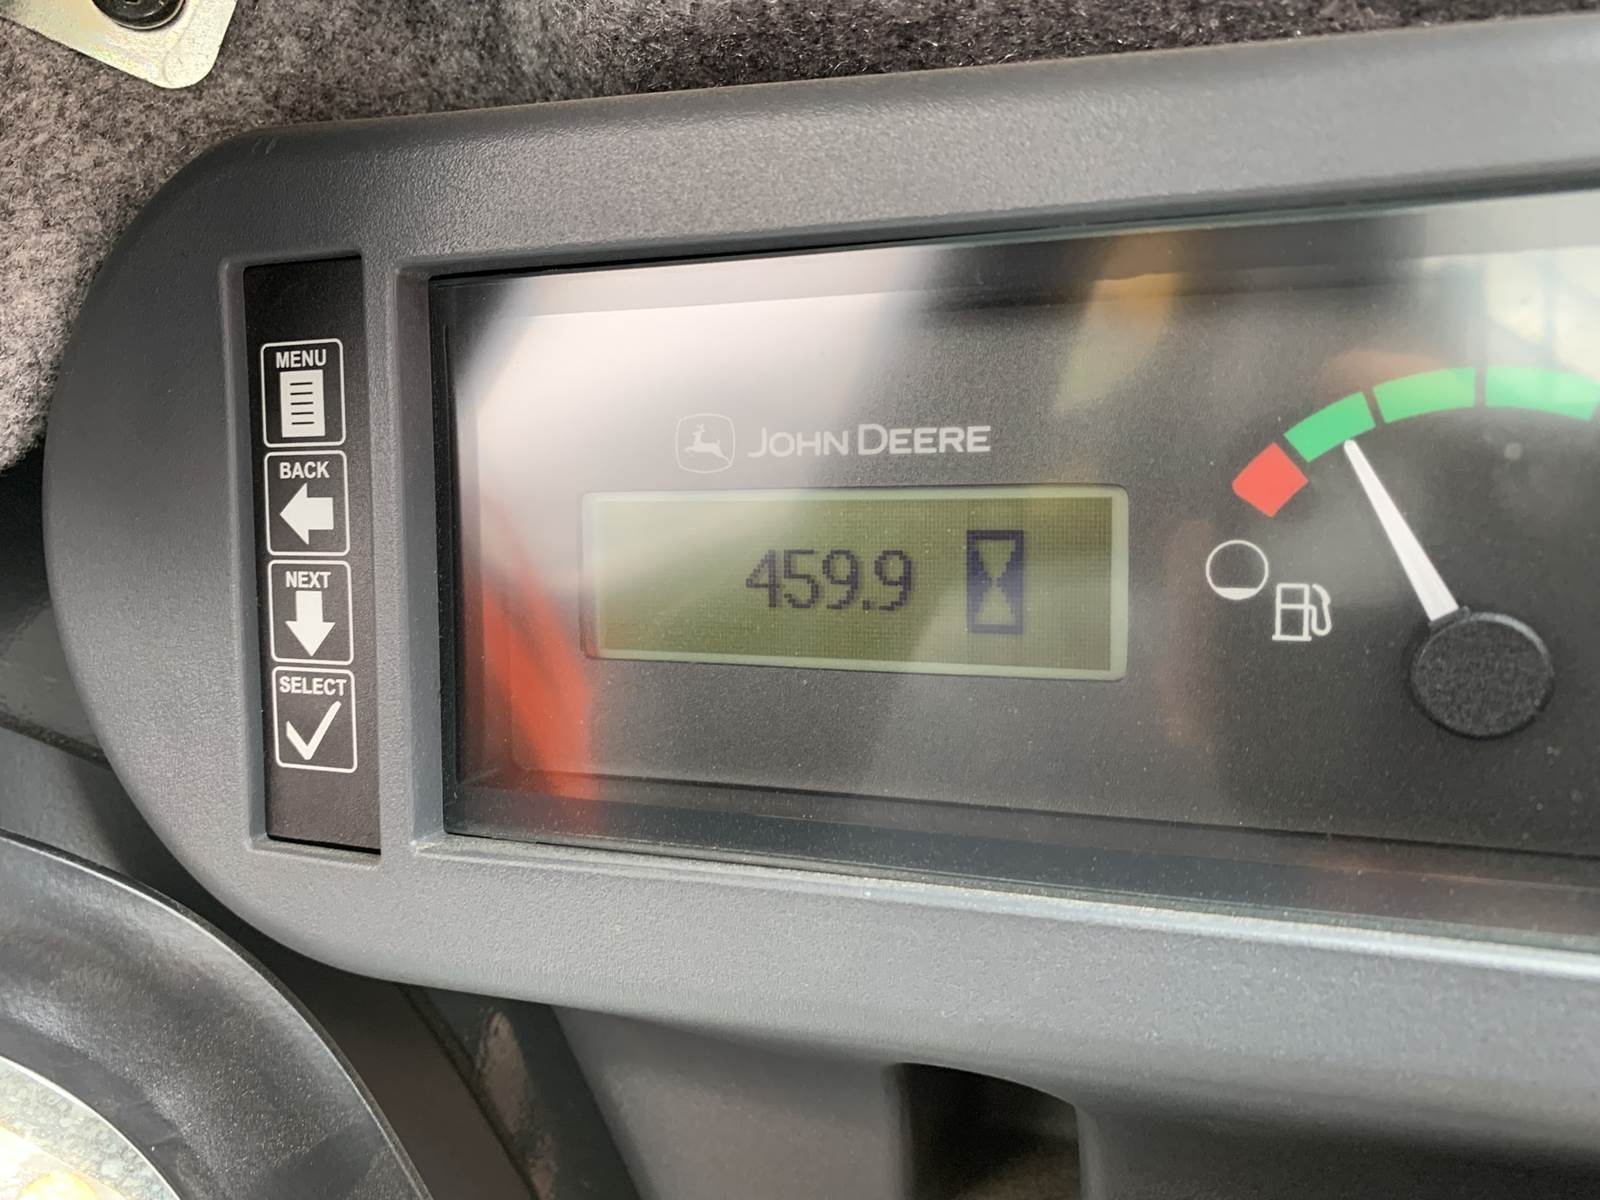 MENU
BACK
NEXT
SELECT
JOHN DEERE
459.9